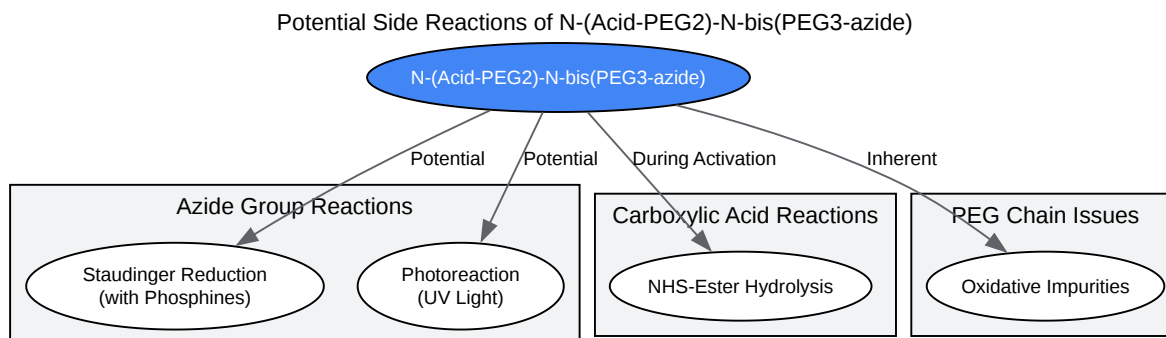 Potential Side Reactions of N-(Acid-PEG2)-N-bis(PEG3-azide)
N-(Acid-PEG2)-N-bis(PEG3-azide)
Potential
Potential
During Activation
Inherent
Azide Group Reactions
Carboxylic Acid Reactions
PEG Chain Issues
Staudinger Reduction
(with Phosphines)
Photoreaction
(UV Light)
NHS-Ester Hydrolysis
Oxidative Impurities